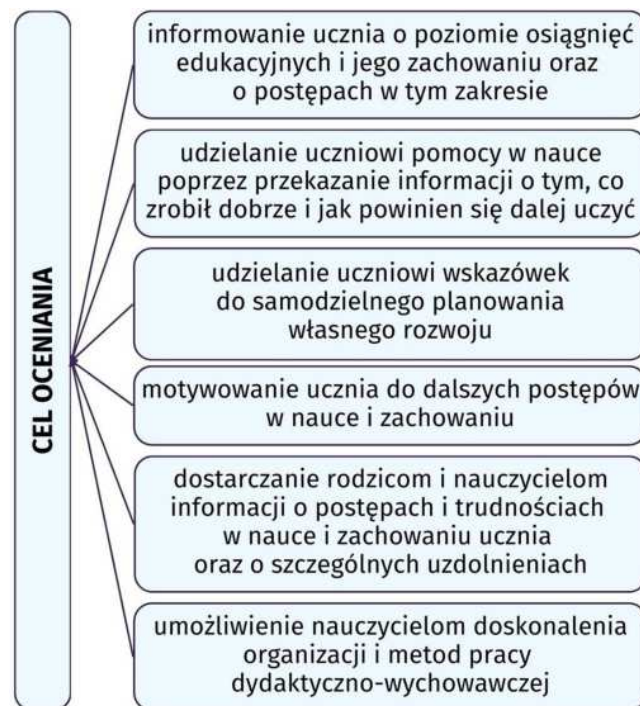 CEL OCENIANIA
informowanie ucznia o poziomie osiągnięć
edukacyjnych i jego zachowaniu oraz
o postępach w tym zakresie
udzielanie uczniowi pomocy w nauce
poprzez przekazanie informacji o tym, co
zrobił dobrze i jak powinien się dalej uczyć
udzielanie uczniowi wskazówek
do samodzielnego planowania
własnego rozwoju
motywowanie ucznia do dalszych postępów
w nauce i zachowaniu
dostarczanie rodzicom i nauczycielom
informacji o postępach i trudnościach
w nauce i zachowaniu ucznia
oraz o szczególnych uzdolnieniach
umożliwienie nauczycielom doskonalenia
organizacji i metod pracy
dydaktyczno-wychowawczej